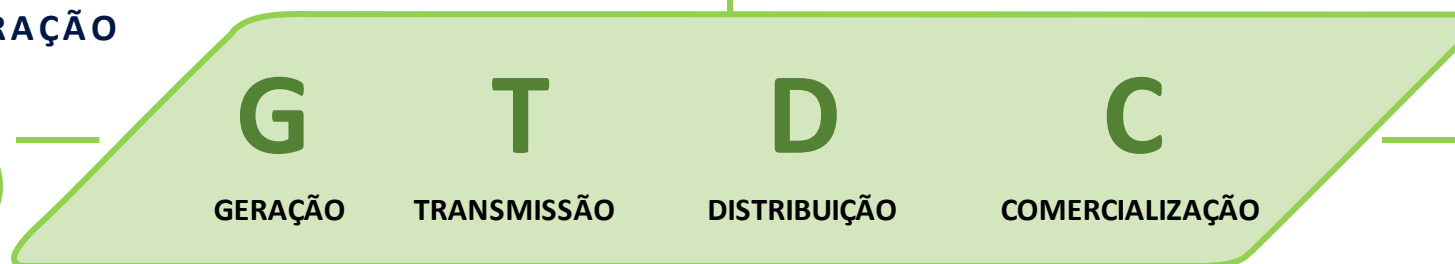 RAÇÃO
G T D C
GERAÇÃO TRANSMISSÃO DISTRIBUIÇÃO COMERCIALIZAÇÃO